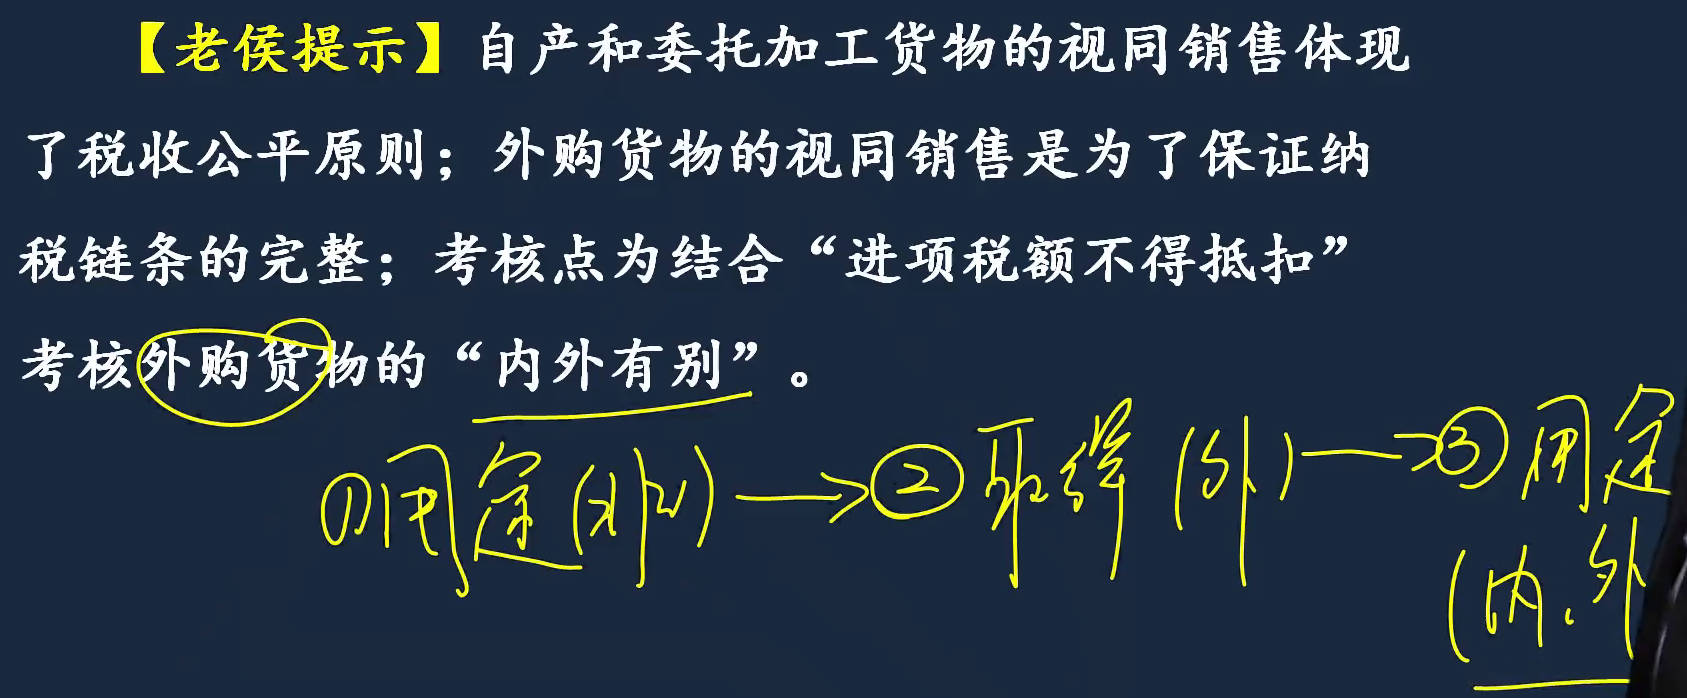 【老侯提示】自产和委托加工货物的视同销售体现
了税收公平原则；外购货物的视同销售是为了保证纳
税链条的完整；考核点为结合“进项税额不得抵扣”
考核外购货物的“内外有别”。
①用途(非)→②取得(外)→③用途
(内、外